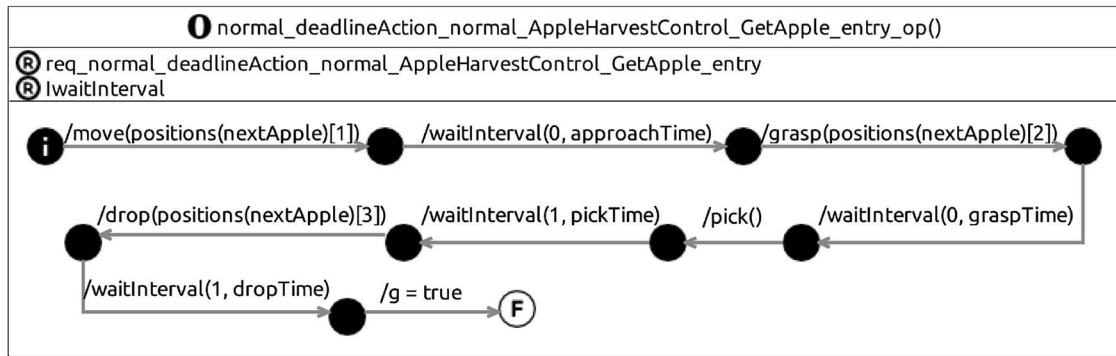 O normal_deadlineAction_normal_AppleHarvestControl_GetApple_entry_op()
R req_normal_deadlineAction_normal_AppleHarvestControl_GetApple_entry
R IwaitInterval
i /move(positions(nextApple)[1]) /waitInterval(0, approachTime) /grasp(positions(nextApple)[2])
/drop(positions(nextApple)[3]) /waitInterval(1, pickTime) /pick() /waitInterval(0, graspTime)
/waitInterval(1, dropTime) /g = true F